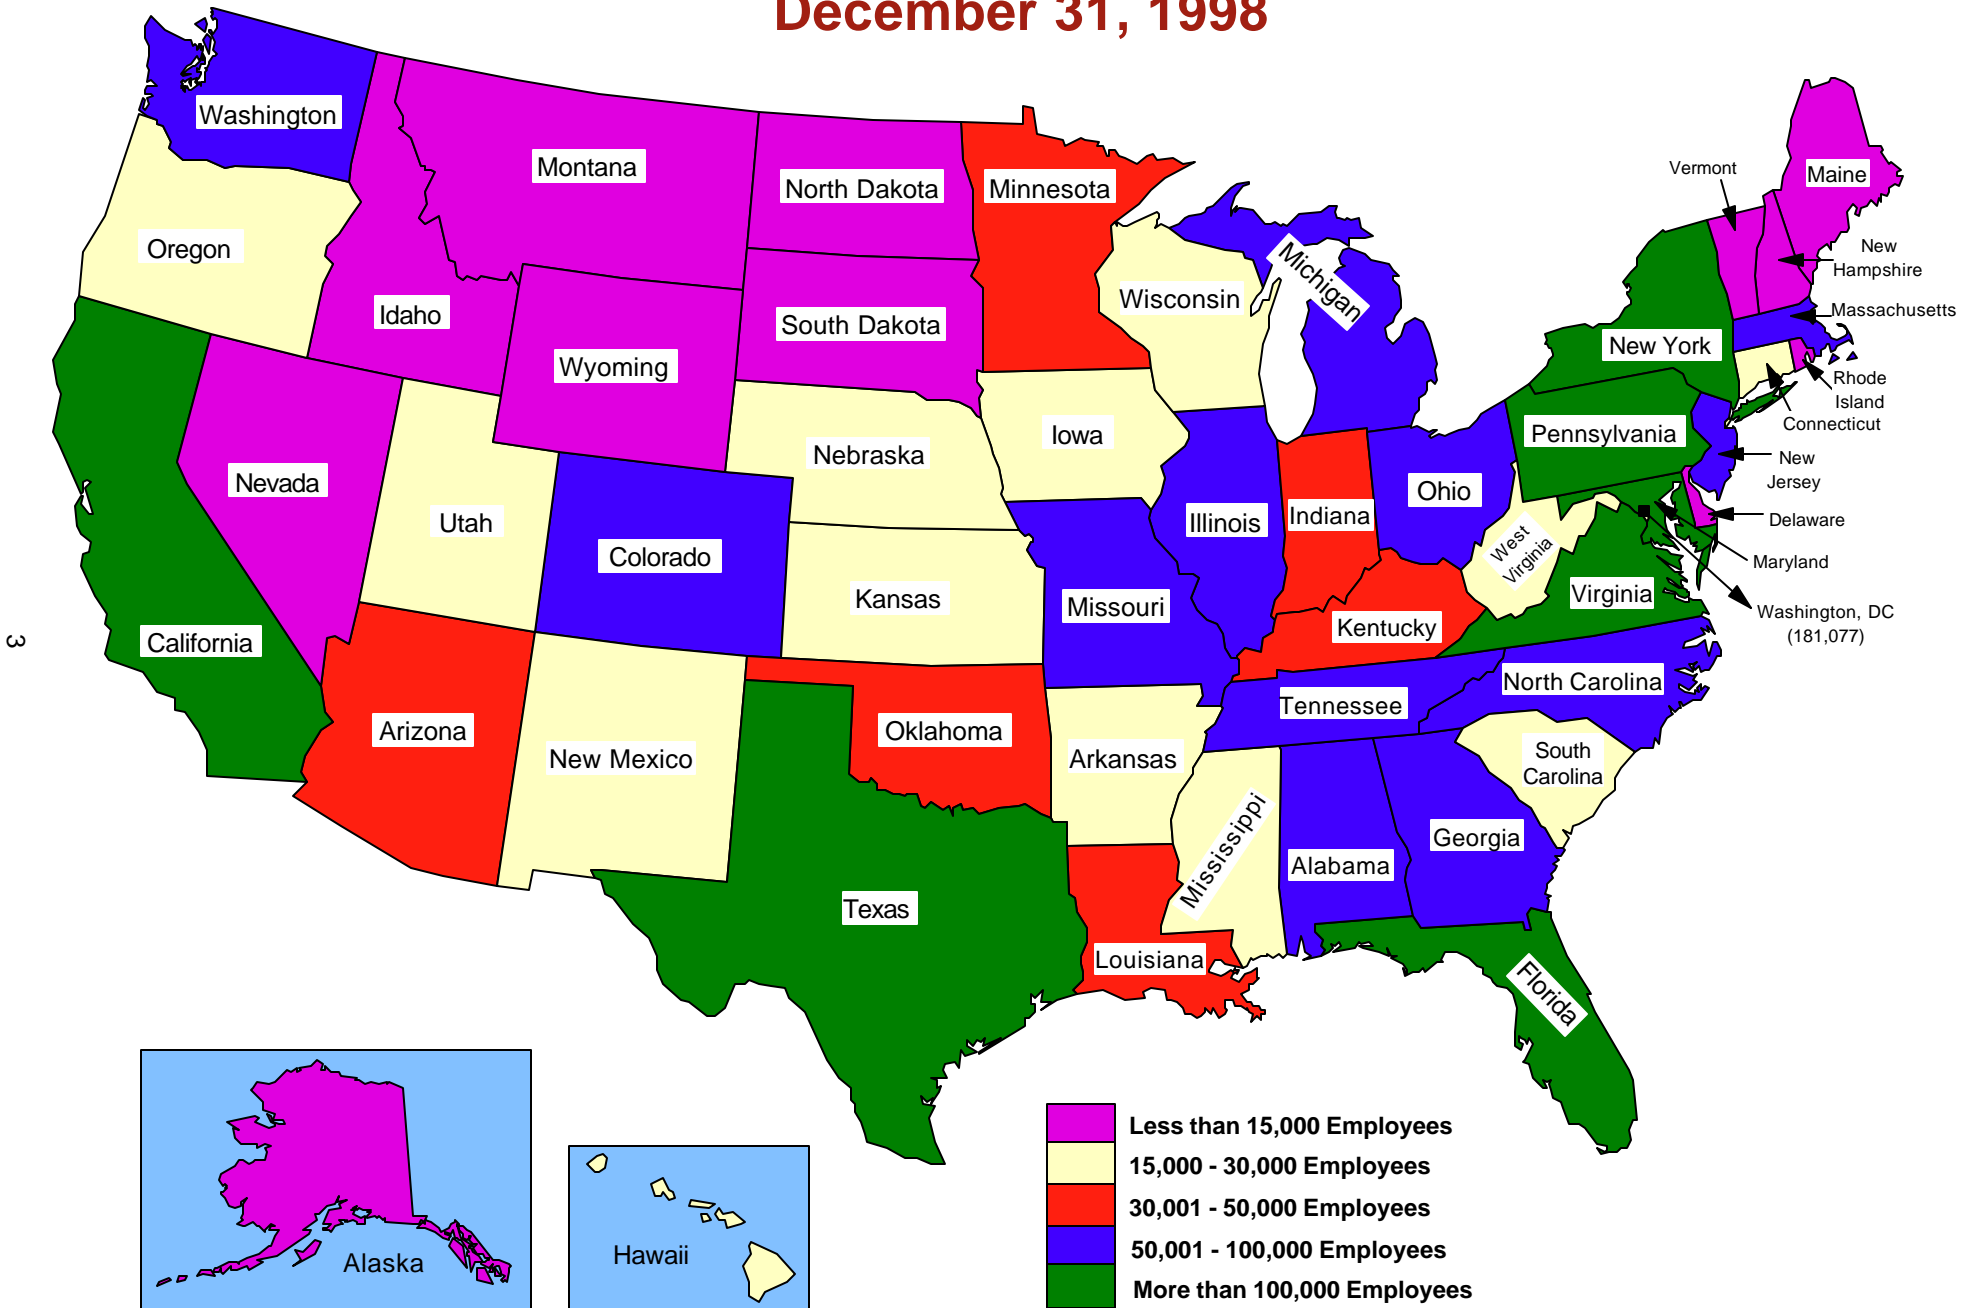 December 31, 1998
Washington
Montana
North Dakota
Minnesota
Vermont
Maine
Oregon
Idaho
Wyoming
South Dakota
Wisconsin
Michigan
New
Hampshire
Massachusetts
New York
Rhode
Island
Connecticut
Pennsylvania
New
Jersey
Nevada
Utah
Colorado
Nebraska
Iowa
Illinois
Indiana
Ohio
Delaware
West
Virginia
Maryland
Virginia
Washington, DC
(181,077)
3
California
Kansas
Missouri
Kentucky
Arizona
New Mexico
Oklahoma
Arkansas
Tennessee
North Carolina
South
Carolina
Mississippi
Alabama
Georgia
Texas
Louisiana
Florida
Alaska
Hawaii
Less than 15,000 Employees
15,000 - 30,000 Employees
30,001 - 50,000 Employees
50,001 - 100,000 Employees
More than 100,000 Employees